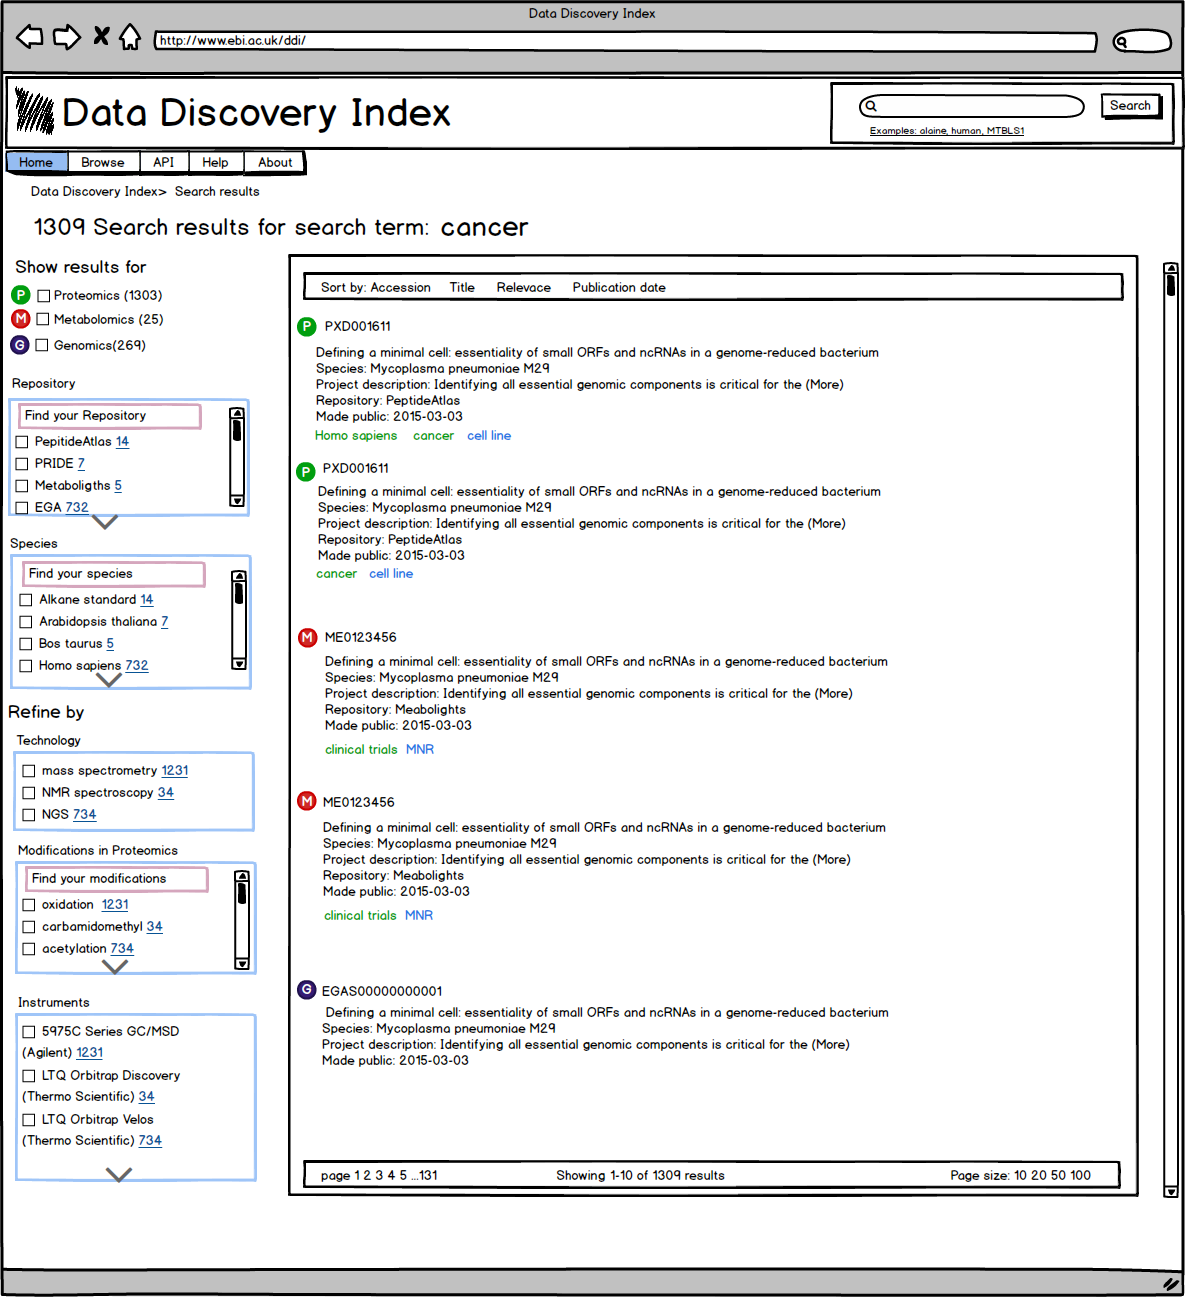 Data Discovery Index
http://www.ebi.ac.uk/ddi/
Data Discovery Index
Search
Examples: alaine, human, MTBLS1
Home Browse API Help About
Data Discovery Index> Search results
1309 Search results for search term: cancer
Show results for
P Proteomics (1303)
M Metabolomics (25)
G Genomics(269)
Repository
Find your Repository
PepitideAtlas 14
PRIDE 7
Metaboligths 5
EGA 732
Species
Find your species
Alkane standard 14
Arabidopsis thaliana 7
Bos taurus 5
Homo sapiens 732
Refine by
Technology
mass spectrometry 1231
NMR spectroscopy 34
NGS 734
Modifications in Proteomics
Find your modifications
oxidation 1231
carbamidomethyl 34
acetylation 734
Instruments
5975C Series GC/MSD
(Agilent) 1231
LTQ Orbitrap Discovery
(Thermo Scientific) 34
LTQ Orbitrap Velos
(Thermo Scientific) 734
Sort by: Accession Title Relevace Publication date
P PXD001611
Defining a minimal cell: essentiality of small ORFs and ncRNAs in a genome-reduced bacterium
Species: Mycoplasma pneumoniae M29
Project description: Identifying all essential genomic components is critical for the (More)
Repository: PeptideAtlas
Made public: 2015-03-03
Homo sapiens cancer cell line
P PXD001611
Defining a minimal cell: essentiality of small ORFs and ncRNAs in a genome-reduced bacterium
Species: Mycoplasma pneumoniae M29
Project description: Identifying all essential genomic components is critical for the (More)
Repository: PeptideAtlas
Made public: 2015-03-03
cancer cell line
M ME0123456
Defining a minimal cell: essentiality of small ORFs and ncRNAs in a genome-reduced bacterium
Species: Mycoplasma pneumoniae M29
Project description: Identifying all essential genomic components is critical for the (More)
Repository: Meabolights
Made public: 2015-03-03
clinical trials MNR
M ME0123456
Defining a minimal cell: essentiality of small ORFs and ncRNAs in a genome-reduced bacterium
Species: Mycoplasma pneumoniae M29
Project description: Identifying all essential genomic components is critical for the (More)
Repository: Meabolights
Made public: 2015-03-03
clinical trials MNR
G EGAS00000000001
Defining a minimal cell: essentiality of small ORFs and ncRNAs in a genome-reduced bacterium
Species: Mycoplasma pneumoniae M29
Project description: Identifying all essential genomic components is critical for the (More)
Made public: 2015-03-03
page 1 2 3 4 5 ...131 Showing 1-10 of 1309 results Page size: 10 20 50 100